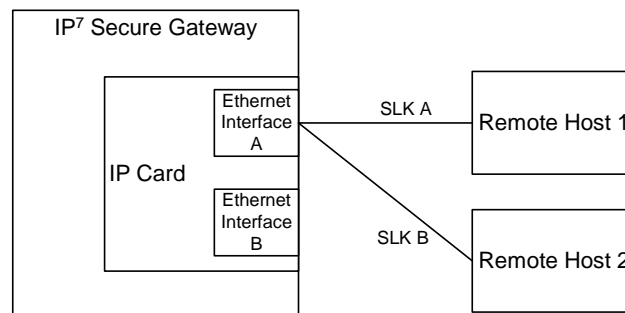 IP⁷ Secure Gateway
Ethernet
Interface
A
SLK A
Remote Host 1
IP Card
Ethernet
Interface
B
SLK B
Remote Host 2